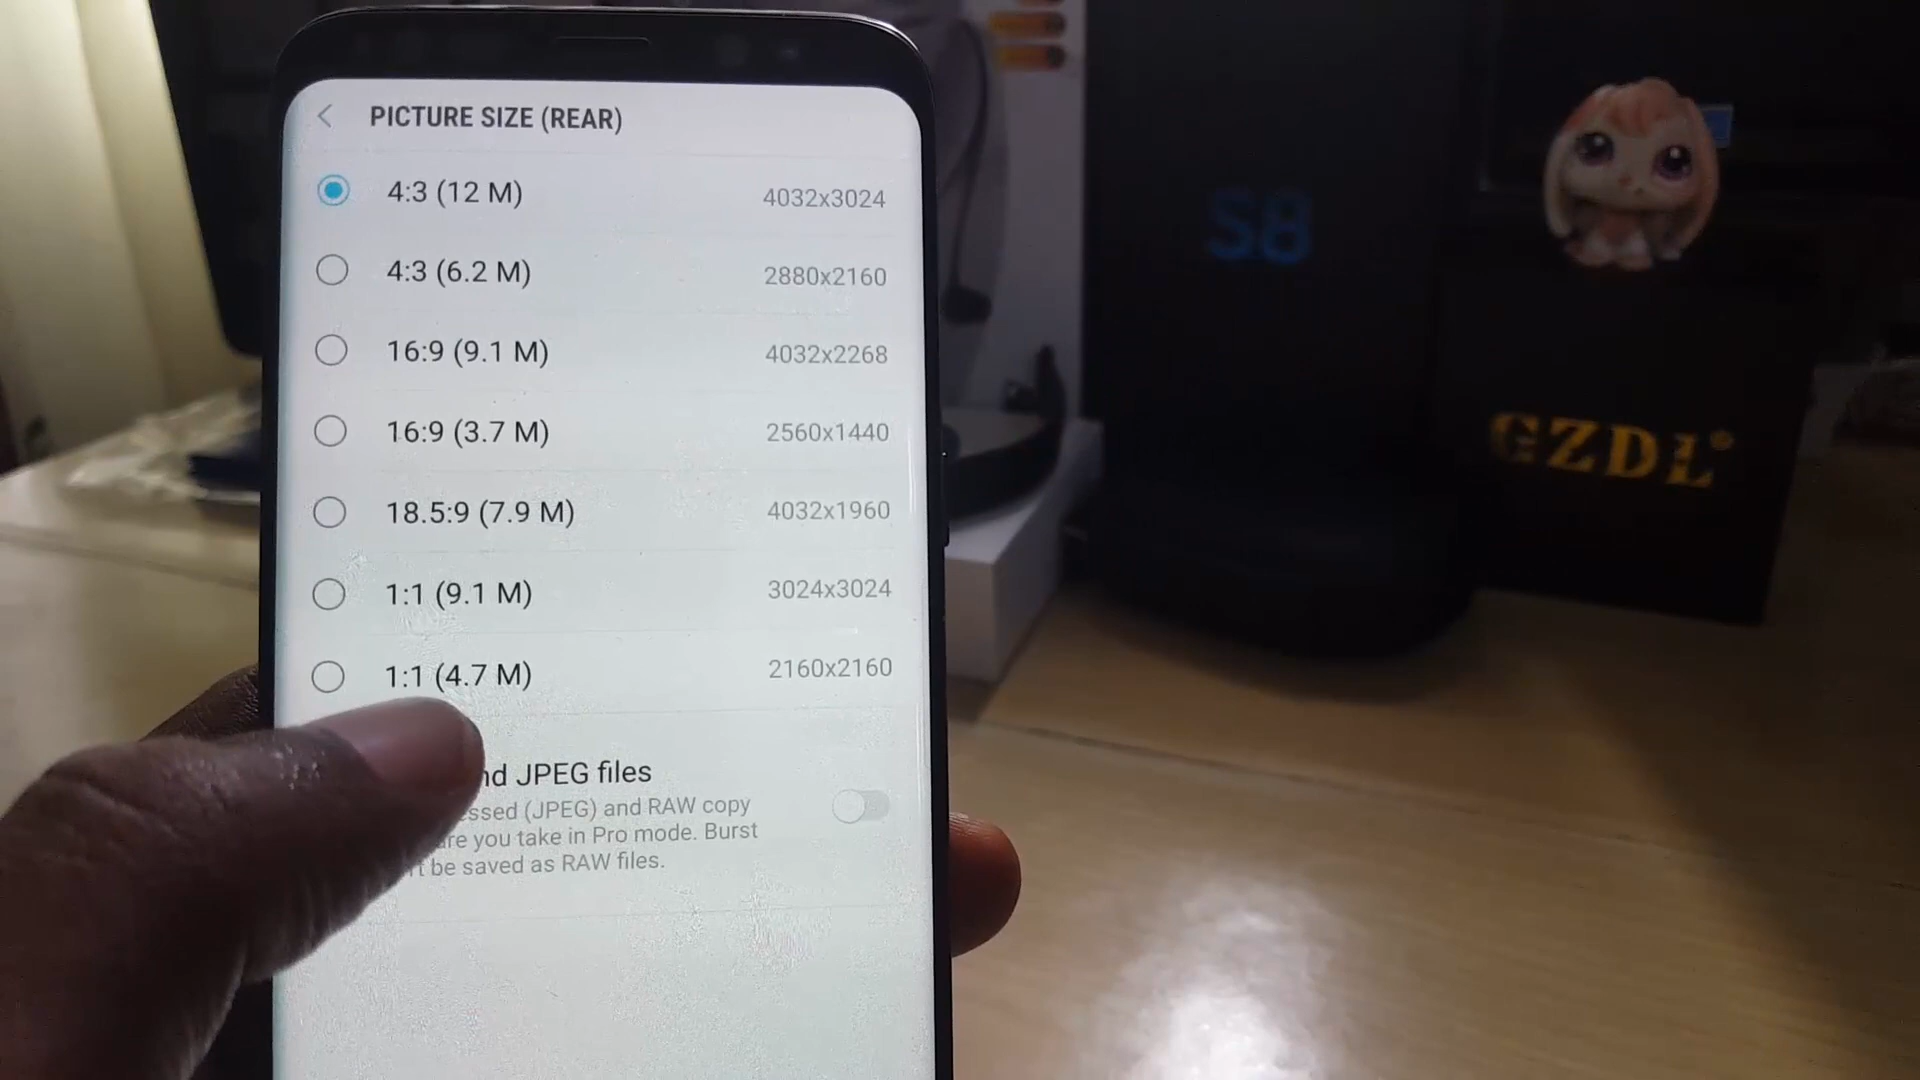 PICTURE SIZE (REAR)
4:3 (12 M) 4032x3024
4:3 (6.2 M) 2880x2160
16:9 (9.1 M) 4032x2268
16:9 (3.7 M) 2560x1440
18.5:9 (7.9 M) 4032x1960
1:1 (9.1 M) 3024x3024
1:1 (4.7 M) 2160x2160
JPEG files
(JPEG) and RAW copy
you take in Pro mode. Burst
be saved as RAW files.
S8
GZDL